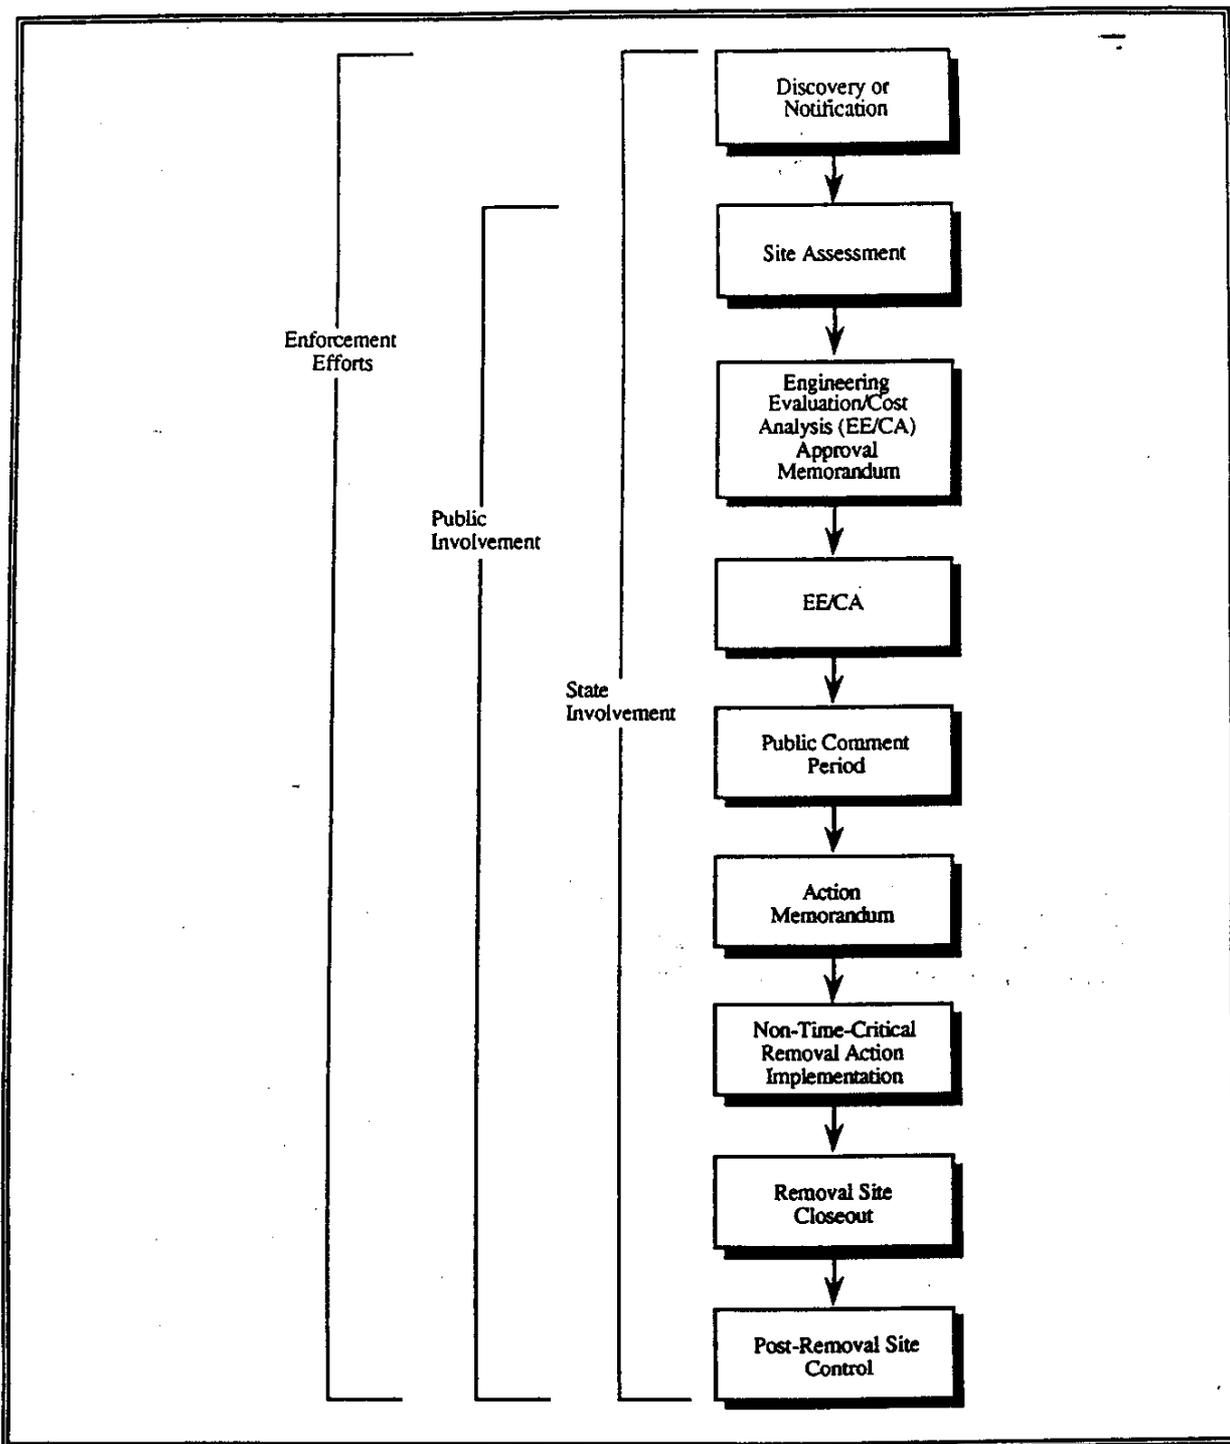 Discovery or
Notification
Site Assessment
Enforcement
Efforts
Engineering
Evaluation/Cost
Analysis (EE/CA)
Approval
Memorandum
Public
Involvement
EE/CA
State
Involvement
Public Comment
Period
Action
Memorandum
Non-Time-Critical
Removal Action
Implementation
Removal Site
Closeout
Post-Removal Site
Control